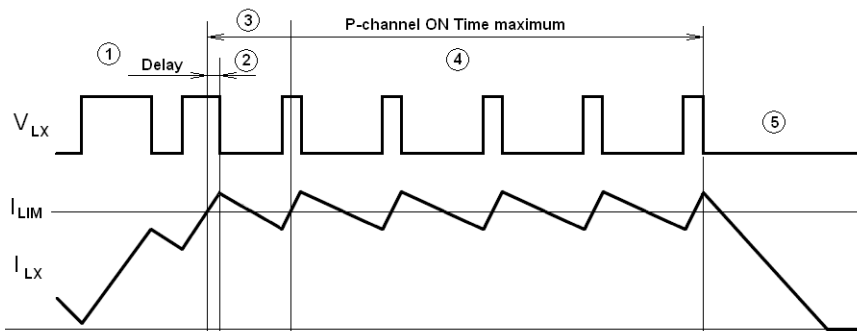 ③ P-channel ON Time maximum
① Delay ② ④
V LX
⑤
I LIM
I LX